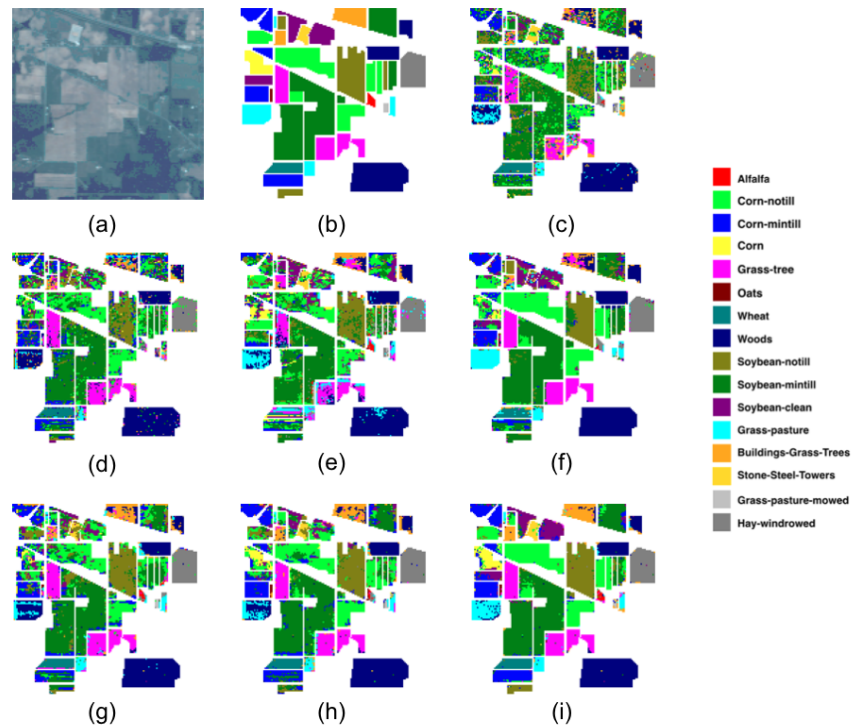 (a)
(b)
(c)
(d)
(e)
(f)
(g)
(h)
(i)
Alfalfa
Corn-notill
Corn-mintill
Corn
Grass-tree
Oats
Wheat
Woods
Soybean-notill
Soybean-mintill
Soybean-clean
Grass-pasture
Buildings-Grass-Trees
Stone-Steel-Towers
Grass-pasture-mowed
Hay-windrowed